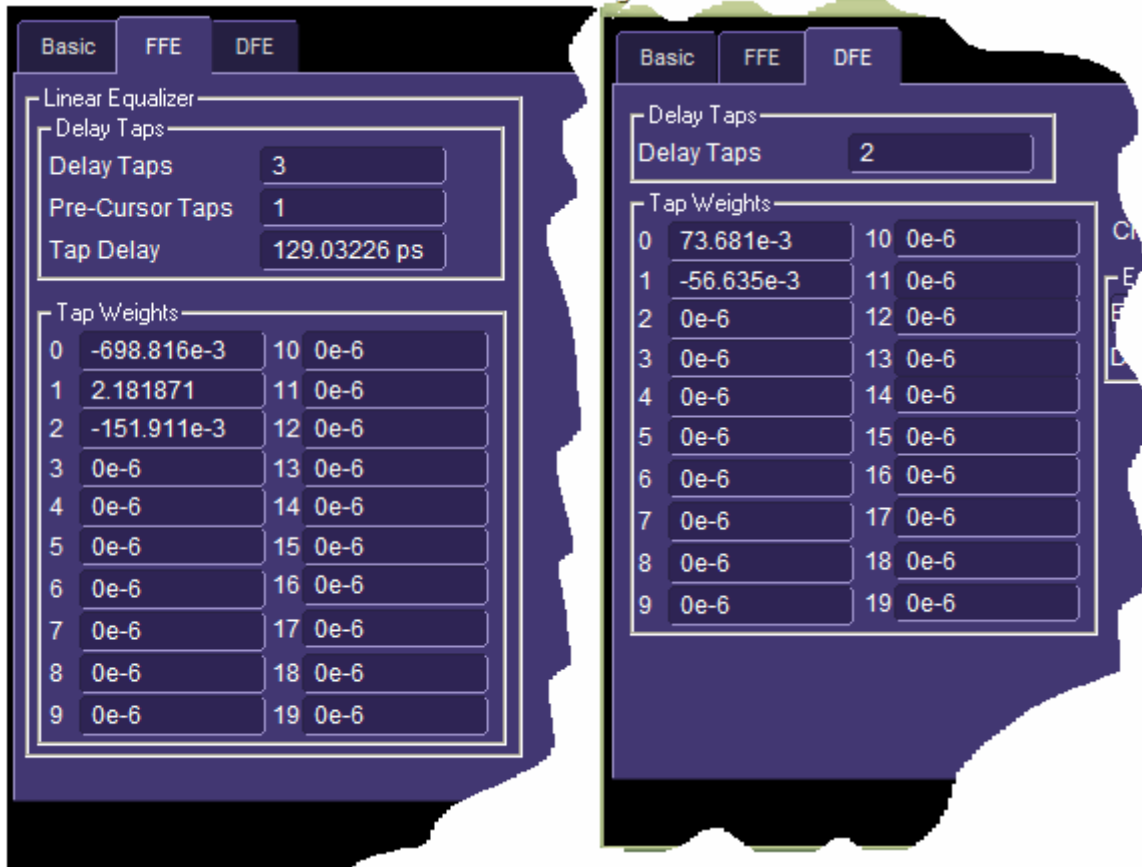 Basic FFE DFE
Linear Equalizer
Delay Taps
Delay Taps 3
Pre-Cursor Taps 1
Tap Delay 129.03226 ps
Tap Weights
0 -698.816e-3 10 0e-6
1 2.181871 11 0e-6
2 -151.911e-3 12 0e-6
3 0e-6 13 0e-6
4 0e-6 14 0e-6
5 0e-6 15 0e-6
6 0e-6 16 0e-6
7 0e-6 17 0e-6
8 0e-6 18 0e-6
9 0e-6 19 0e-6
Basic FFE DFE
Delay Taps
Delay Taps 2
Tap Weights
0 73.681e-3 10 0e-6
1 -56.635e-3 11 0e-6
2 0e-6 12 0e-6
3 0e-6 13 0e-6
4 0e-6 14 0e-6
5 0e-6 15 0e-6
6 0e-6 16 0e-6
7 0e-6 17 0e-6
8 0e-6 18 0e-6
9 0e-6 19 0e-6